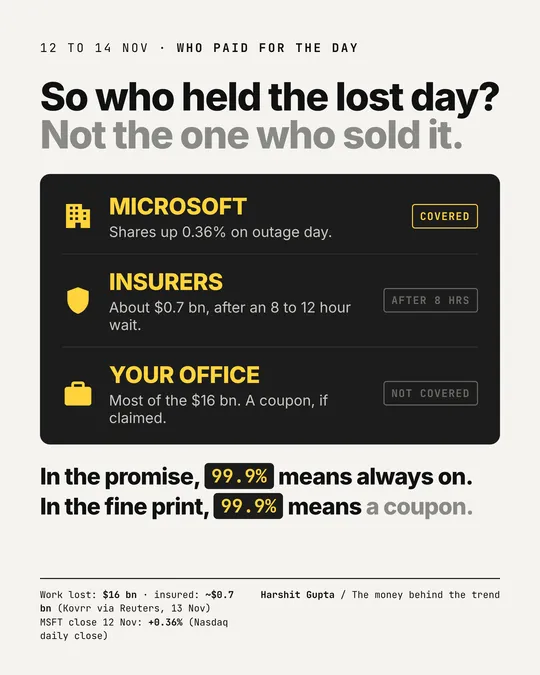 12 TO 14 NOV · WHO PAID FOR THE DAY
So who held the lost day?
Not the one who sold it.
MICROSOFT
Shares up 0.36% on outage day.
COVERED
INSURERS
About $0.7 bn, after an 8 to 12 hour
wait.
AFTER 8 HRS
YOUR OFFICE
Most of the $16 bn. A coupon, if
claimed.
NOT COVERED
In the promise, 99.9% means always on.
In the fine print, 99.9% means a coupon.
Work lost: $16 bn · insured: ~$0.7
bn (Kovrr via Reuters, 13 Nov)
MSFT close 12 Nov: +0.36% (Nasdaq
daily close)
Harshit Gupta / The money behind the trend